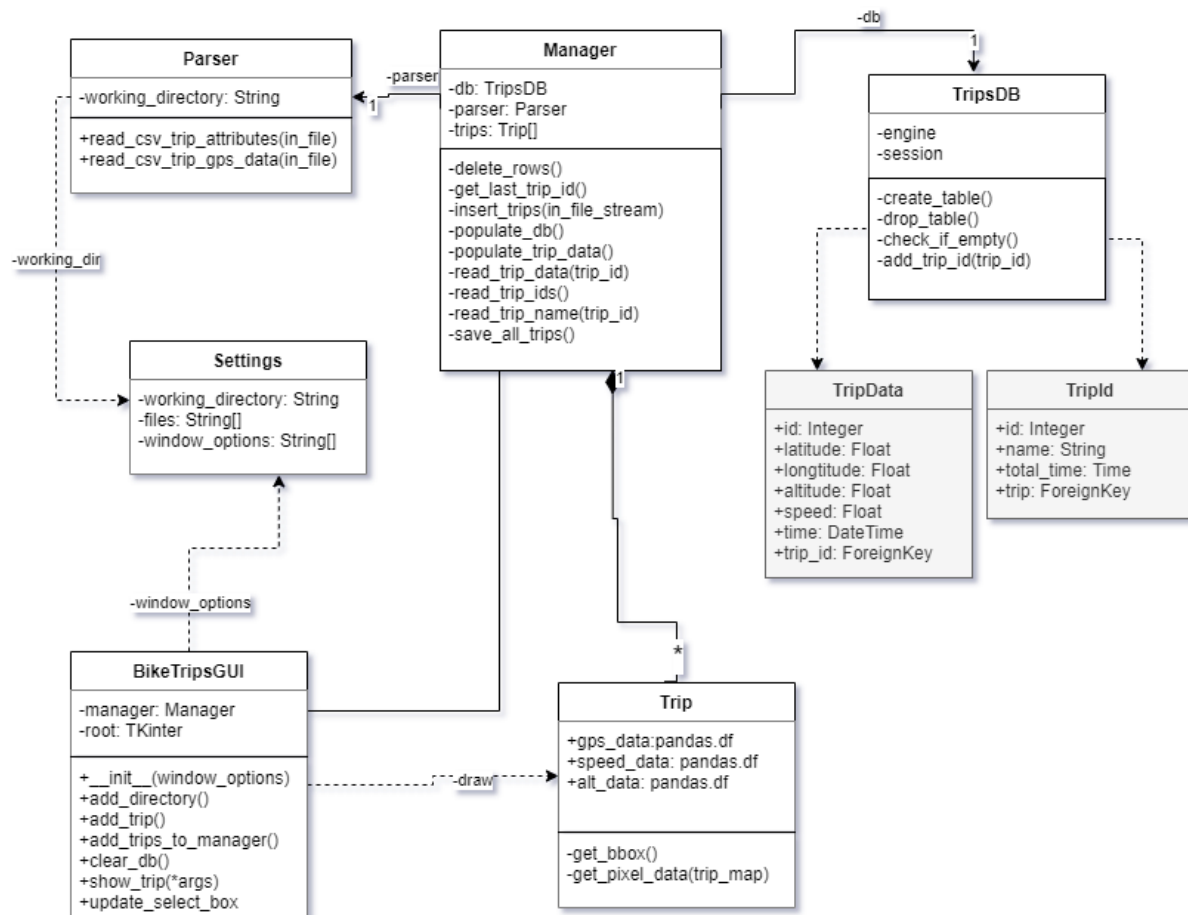 -db
1
Parser
-working_directory: String
+read_csv_trip_attributes(in_file)
+read_csv_trip_gps_data(in_file)
-parser
1
Manager
-db: TripsDB
-parser: Parser
-trips: Trip[]
-delete_rows()
-get_last_trip_id()
-insert_trips(in_file_stream)
-populate_db()
-populate_trip_data()
-read_trip_data(trip_id)
-read_trip_ids()
-read_trip_name(trip_id)
-save_all_trips()
1
TripsDB
-engine
-session
-create_table()
-drop_table()
-check_if_empty()
-add_trip_id(trip_id)
-working_dir
Settings
-working_directory: String
-files: String[]
-window_options: String[]
TripData
+id: Integer
+latitude: Float
+longtitude: Float
+altitude: Float
+speed: Float
+time: DateTime
+trip_id: ForeignKey
TripId
+id: Integer
+name: String
+total_time: Time
+trip: ForeignKey
-window_options
*
BikeTripsGUI
-manager: Manager
-root: TKinter
+__init__(window_options)
+add_directory()
+add_trip()
+add_trips_to_manager()
+clear_db()
+show_trip(*args)
+update_select_box
-draw
Trip
+gps_data:pandas.df
+speed_data: pandas.df
+alt_data: pandas.df
-get_bbox()
-get_pixel_data(trip_map)